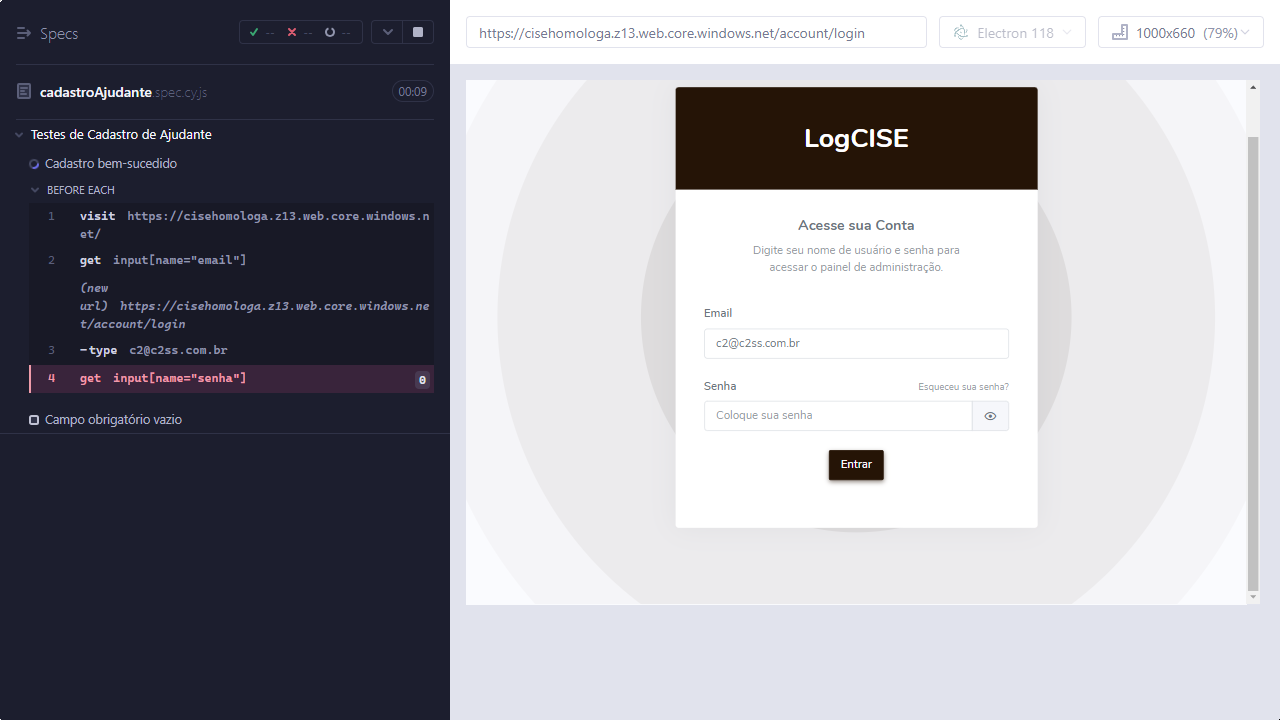 Specs
-- -- --
https://cisehomologa.z13.web.core.windows.net/account/login
Electron 118
1000x660 (79%)
cadastroAjudante.spec.cy.js
00:09
Testes de Cadastro de Ajudante
Cadastro bem-sucedido
BEFORE EACH
1 visit https://cisehomologa.z13.web.core.windows.n
et/
2 get input[name="email"]
(new
url) https://cisehomologa.z13.web.core.windows.ne
t/account/login
3 -type c2@c2ss.com.br
4 get input[name="senha"] 0
Campo obrigatório vazio
LogCISE
Acesse sua Conta
Digite seu nome de usuário e senha para
acessar o painel de administração.
Email
c2@c2ss.com.br
Senha
Esqueceu sua senha?
Coloque sua senha
Entrar